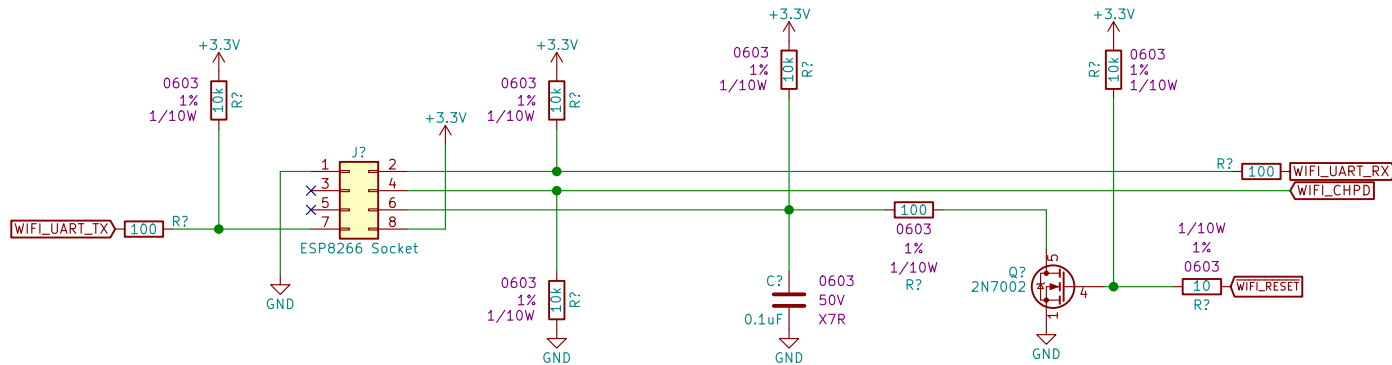 +3.3V
0603
1%
1/10W
10k
R?
+3.3V
0603
1%
1/10W
10k
R?
+3.3V
0603
1%
1/10W
10k
R?
+3.3V
R?
10k
0603
1%
1/10W
+3.3V
J?
1
2
3
4
5
6
7
8
ESP8266 Socket
WIFI_UART_TX
100
R?
GND
R?
100
WIFI_UART_RX
WIFI_CHPD
100
0603
1%
1/10W
R?
0603
1%
1/10W
10k
R?
GND
C?
0.1uF
0603
50V
X7R
GND
Q?
2N7002
5
4
1
GND
1/10W
1%
0603
10
R?
WIFI_RESET